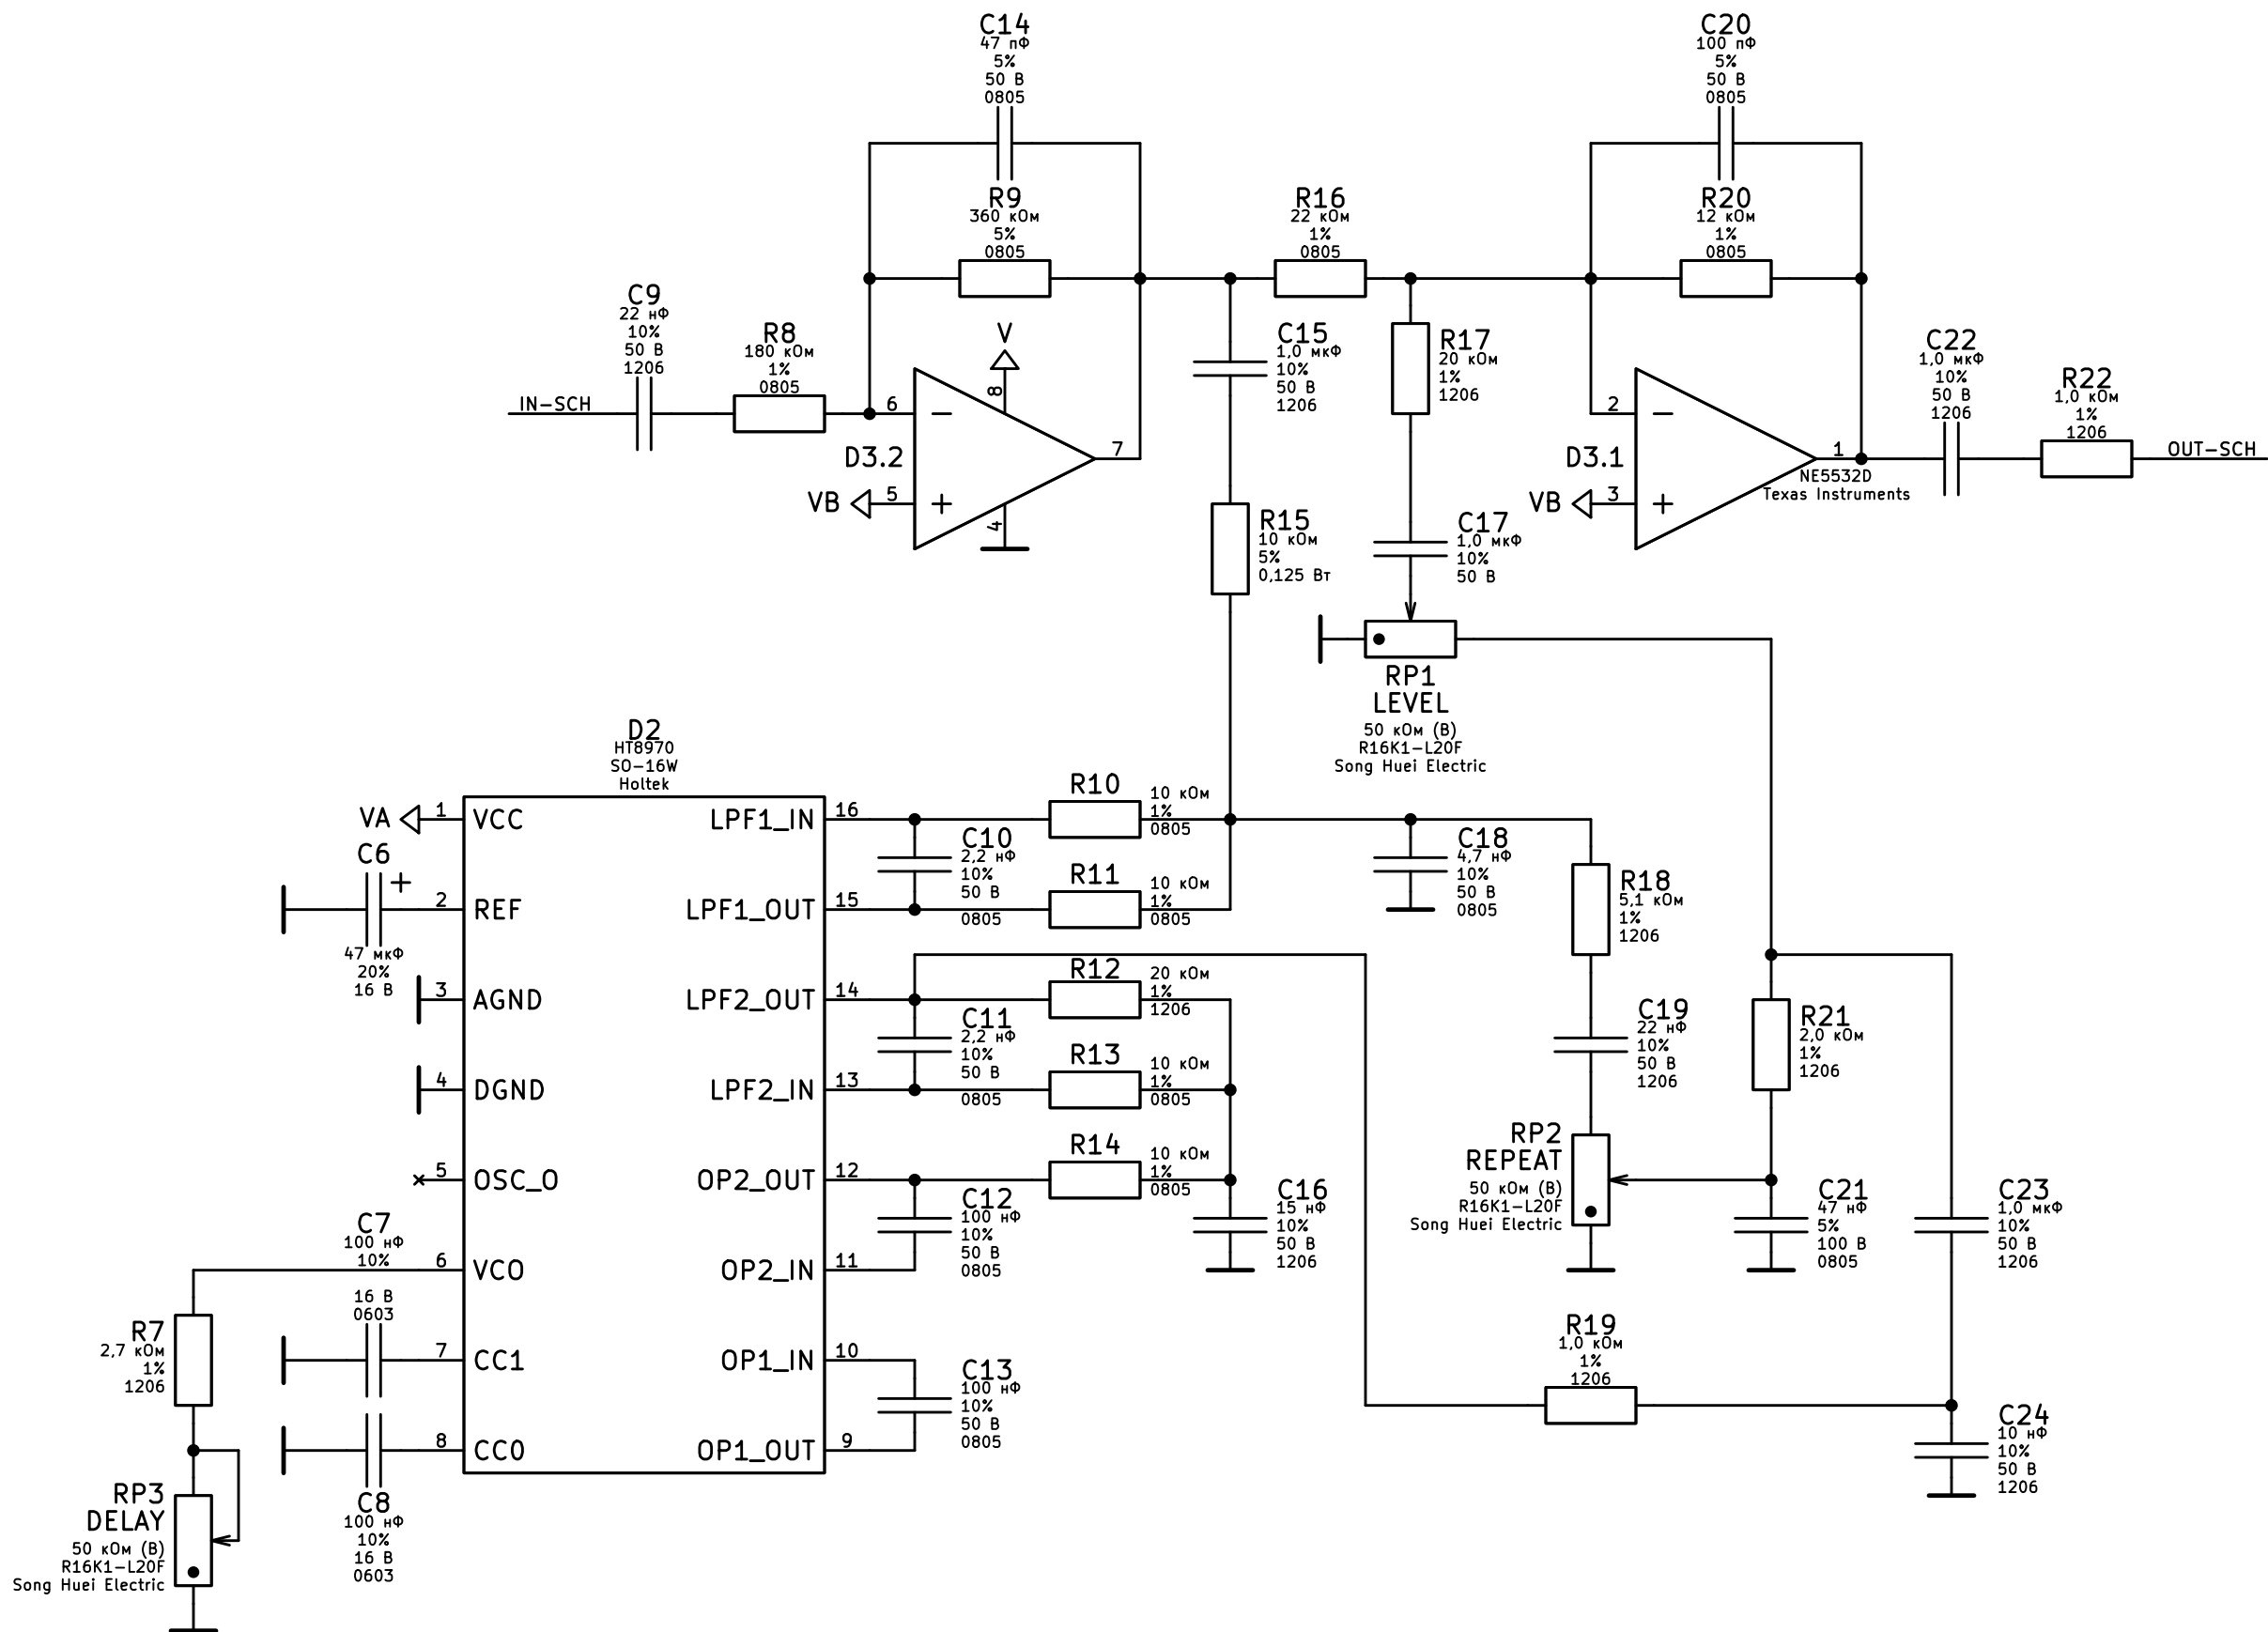 C14
47 пФ
5%
50 В
0805
C20
100 пФ
5%
50 В
0805
R9
360 кОм
5%
0805
R16
22 кОм
1%
0805
R20
12 кОм
1%
0805
C9
22 нФ
10%
50 В
1206
R8
180 кОм
1%
0805
IN-SCH
V
8
6
−
D3.2
7
VB
5
+
4
C15
1,0 мкФ
10%
50 В
1206
R17
20 кОм
1%
1206
R15
10 кОм
5%
0,125 Вт
C17
1,0 мкФ
10%
50 В
2
−
D3.1
1
NE5532D
Texas Instruments
VB
3
+
C22
1,0 мкФ
10%
50 В
1206
R22
1,0 кОм
1%
1206
OUT-SCH
RP1
LEVEL
50 кОм (B)
R16K1-L20F
Song Huei Electric
D2
HT8970
SO-16W
Holtek
VA
1
VCC
LPF1_IN
16
C6
+
47 мкФ
20%
16 В
2
REF
LPF1_OUT
15
3
AGND
LPF2_OUT
14
4
DGND
LPF2_IN
13
5
OSC_O
OP2_OUT
12
6
VCO
OP2_IN
11
7
CC1
OP1_IN
10
8
CC0
OP1_OUT
9
C7
100 нФ
10%
16 В
0603
C8
100 нФ
10%
16 В
0603
R7
2,7 кОм
1%
1206
RP3
DELAY
50 кОм (B)
R16K1-L20F
Song Huei Electric
R10
10 кОм
1%
0805
C10
2,2 нФ
10%
50 В
0805
R11
10 кОм
1%
0805
R12
20 кОм
1%
1206
C11
2,2 нФ
10%
50 В
0805
R13
10 кОм
1%
0805
R14
10 кОм
1%
0805
C12
100 нФ
10%
50 В
0805
C16
15 нФ
10%
50 В
1206
C13
100 нФ
10%
50 В
0805
C18
4,7 нФ
10%
50 В
0805
R18
5,1 кОм
1%
1206
C19
22 нФ
10%
50 В
1206
R21
2,0 кОм
1%
1206
RP2
REPEAT
50 кОм (B)
R16K1-L20F
Song Huei Electric
C21
47 нФ
5%
100 В
0805
C23
1,0 мкФ
10%
50 В
1206
R19
1,0 кОм
1%
1206
C24
10 нФ
10%
50 В
1206